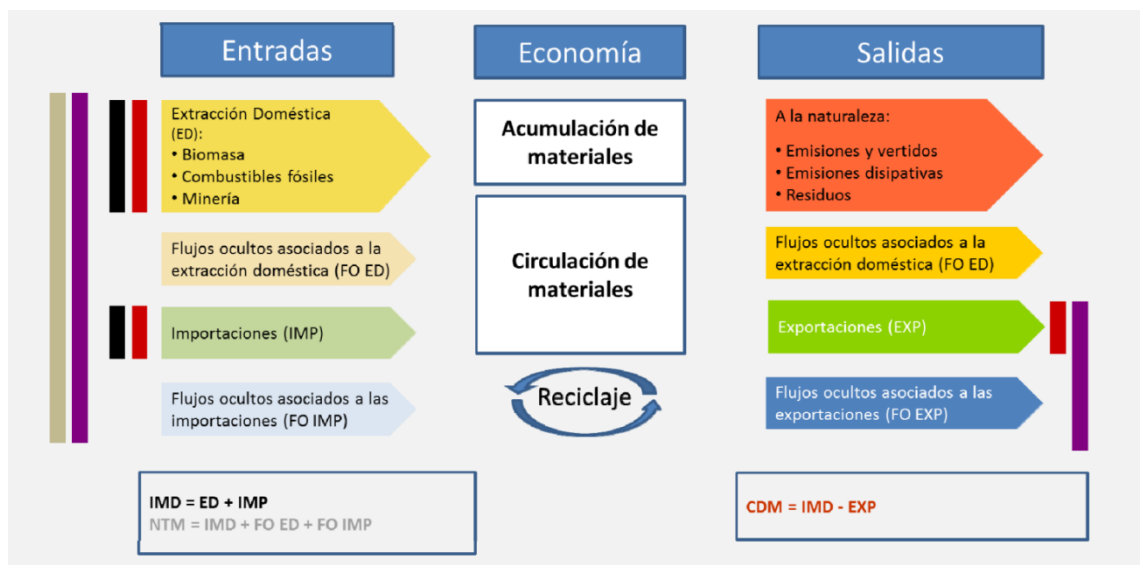 Entradas
Extracción Doméstica
(ED):
• Biomasa
• Combustibles fósiles
• Minería
Flujos ocultos asociados a la
extracción doméstica (FO ED)
Importaciones (IMP)
Flujos ocultos asociados a las
importaciones (FO IMP)
IMD = ED + IMP
NTM = IMD + FO ED + FO IMP
Economía
Acumulación de
materiales
Circulación de
materiales
Reciclaje
Salidas
A la naturaleza:
• Emisiones y vertidos
• Emisiones disipativas
• Residuos
Flujos ocultos asociados a la
extracción doméstica (FO ED)
Exportaciones (EXP)
Flujos ocultos asociados a las
exportaciones (FO EXP)
CDM = IMD - EXP